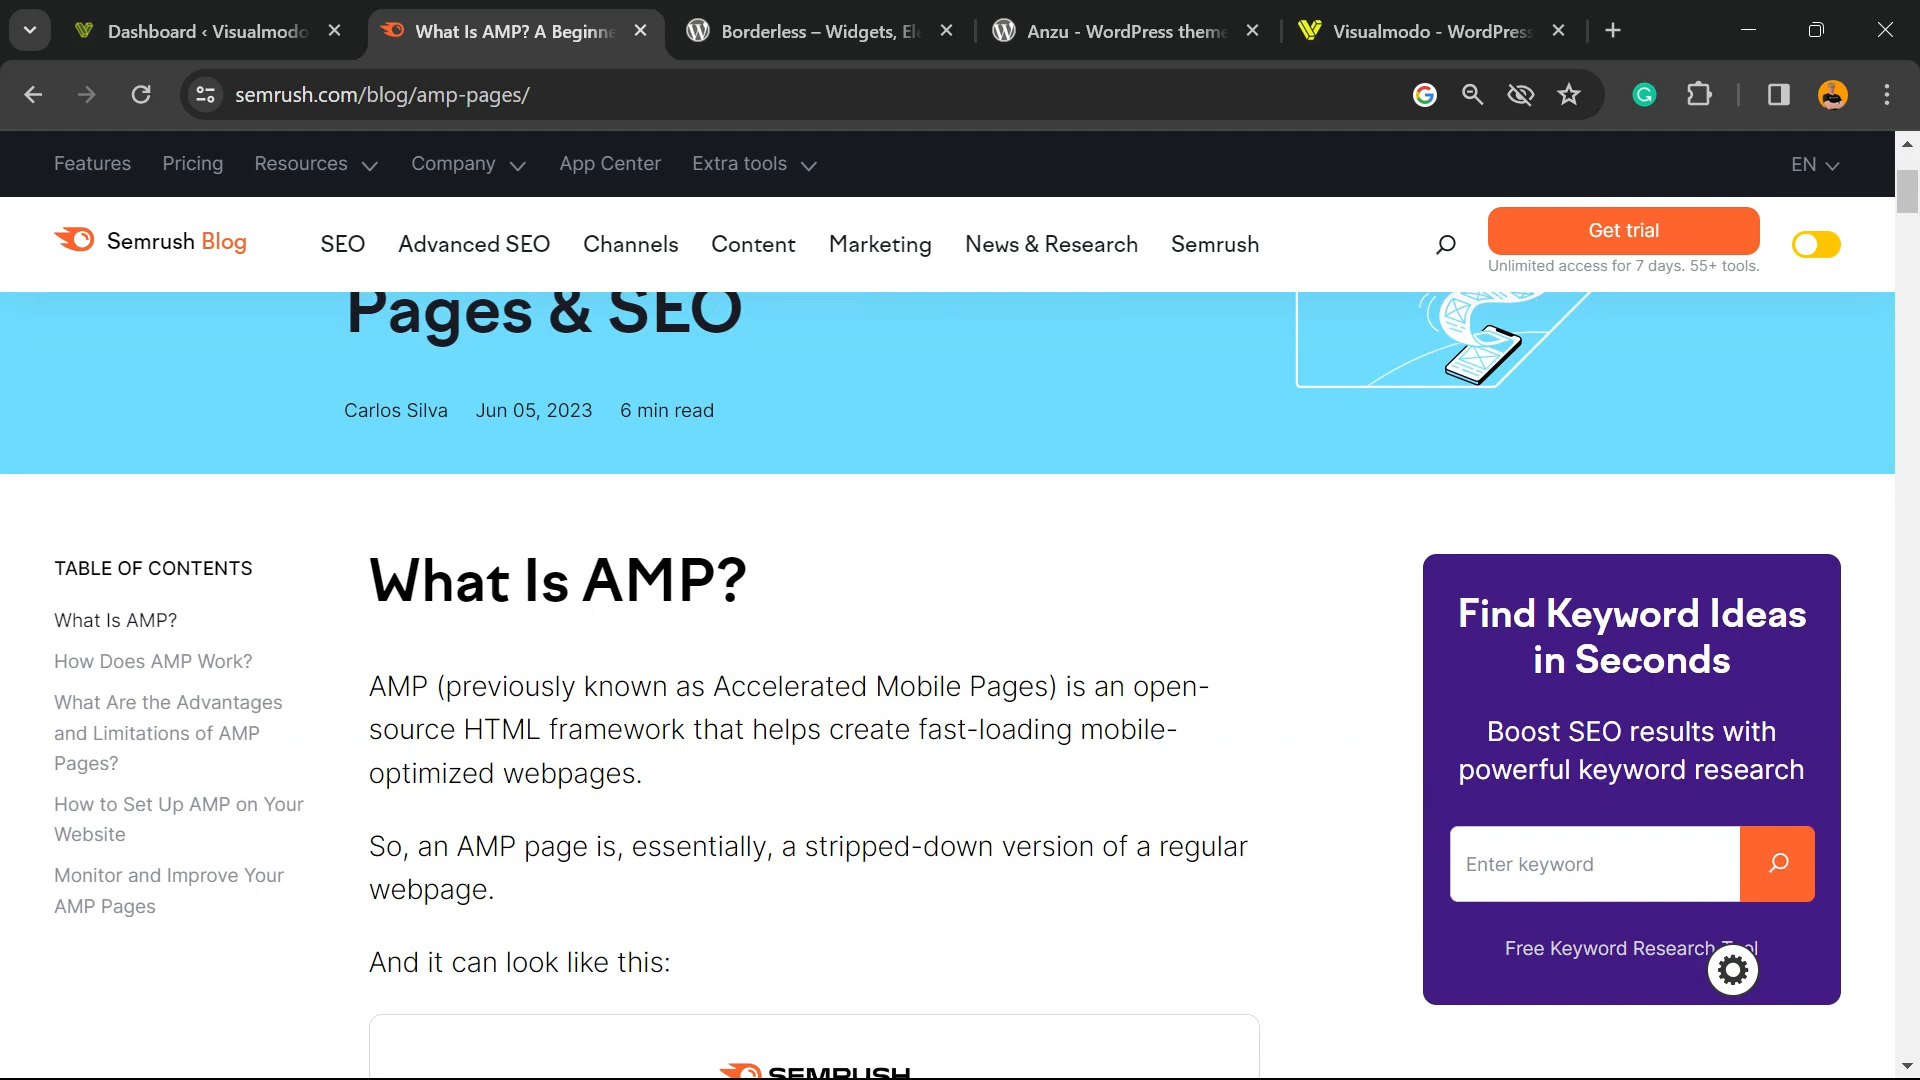 Dashboard ‹ Visualmodo
What Is AMP? A Beginne
Borderless – Widgets, El
Anzu - WordPress theme
Visualmodo - WordPress
semrush.com/blog/amp-pages/
Features Pricing Resources Company App Center Extra tools EN
Semrush Blog
SEO Advanced SEO Channels Content Marketing News & Research Semrush
Get trial
Unlimited access for 7 days. 55+ tools.
Pages & SEO
Carlos Silva Jun 05, 2023 6 min read
TABLE OF CONTENTS
What Is AMP?
How Does AMP Work?
What Are the Advantages
and Limitations of AMP
Pages?
How to Set Up AMP on Your
Website
Monitor and Improve Your
AMP Pages
What Is AMP?
AMP (previously known as Accelerated Mobile Pages) is an open-
source HTML framework that helps create fast-loading mobile-
optimized webpages.
So, an AMP page is, essentially, a stripped-down version of a regular
webpage.
And it can look like this:
SEMRUSH
Find Keyword Ideas
in Seconds
Boost SEO results with
powerful keyword research
Enter keyword
Free Keyword Research Tool